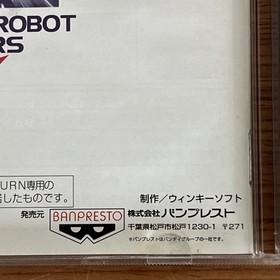 ROBOT
RS
URN専用の
したものです。
制作/ウィンキーソフト
発売元 BANPRESTO 株式会社 バンプレスト
千葉県松戸市松戸1230-1 〒271
*バンプレストはバンダイグループの一社です。